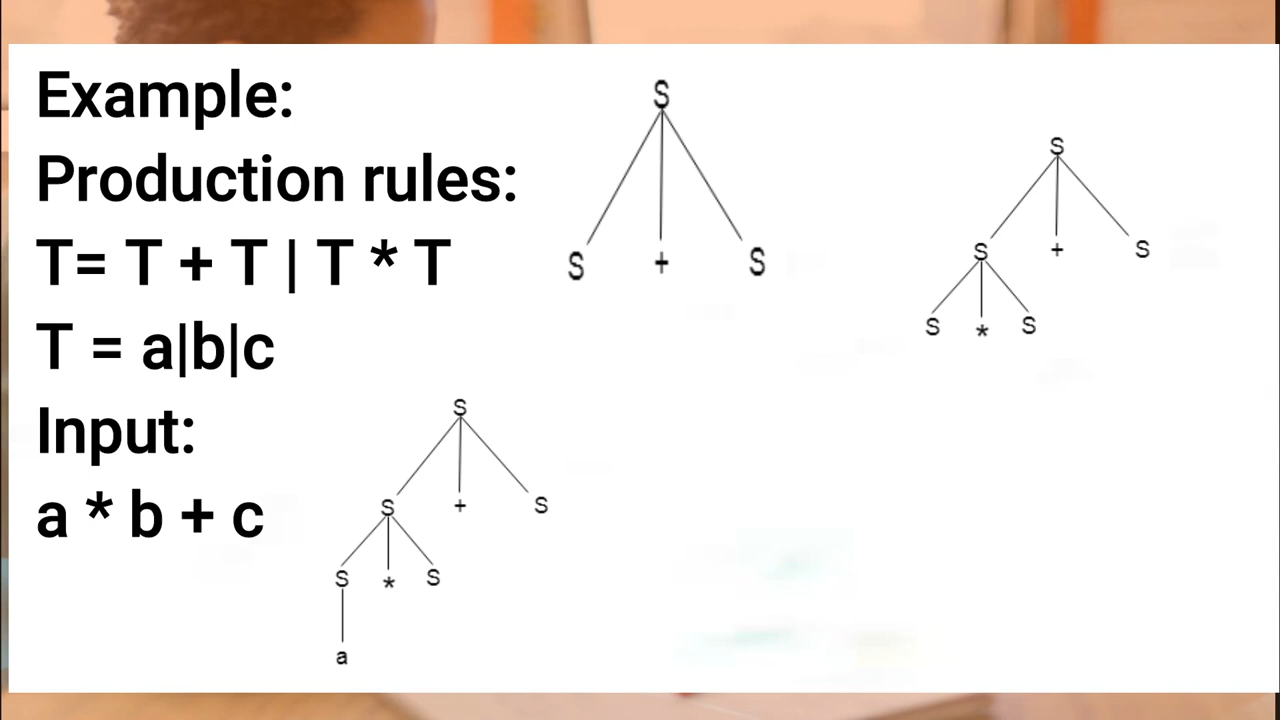 Example:
Production rules:
T= T + T | T * T
T = a|b|c
Input:
a * b + c
S
S + S
S
S + S
S * S
S
S + S
S * S
a